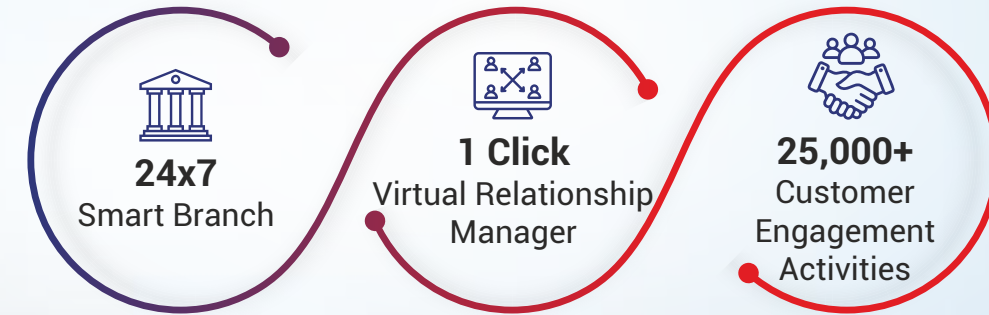 24x7
Smart Branch
1 Click
Virtual Relationship
Manager
25,000+
Customer
Engagement
Activities